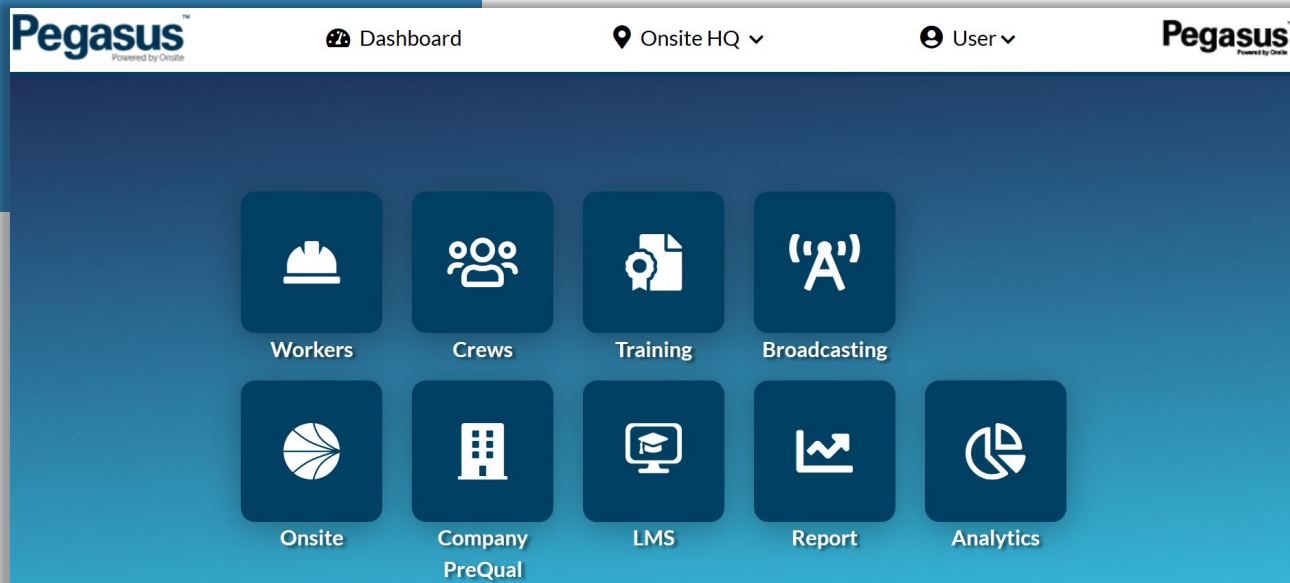 Pegasus™
Powered by Onsite
Dashboard
Onsite HQ
User
Pegasus
Powered by Onsite
Workers
Crews
Training
Broadcasting
Onsite
Company
PreQual
LMS
Report
Analytics